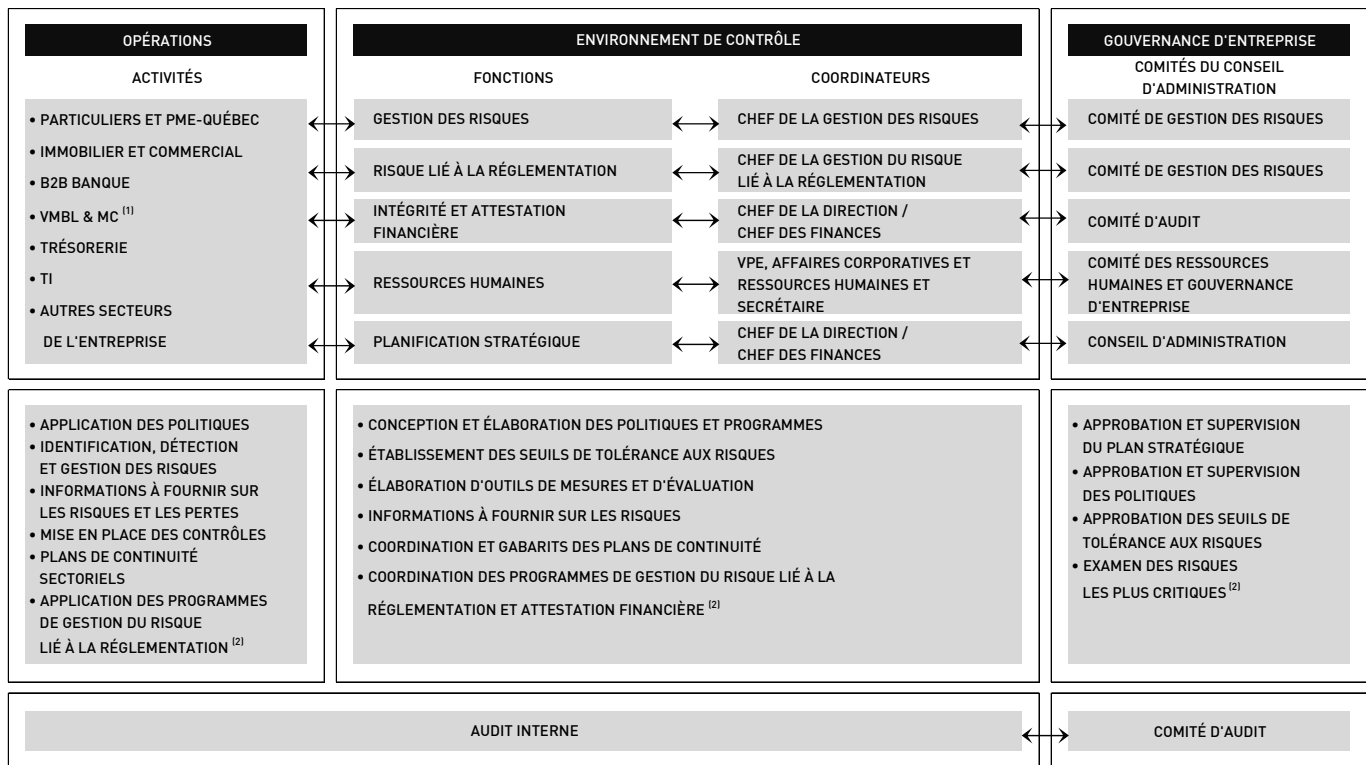 OPÉRATIONS
ACTIVITÉS
• PARTICULIERS ET PME-QUÉBEC
• IMMOBILIER ET COMMERCIAL
• B2B BANQUE
• VMBL & MC (1)
• TRÉSORERIE
• TI
• AUTRES SECTEURS
DE L'ENTREPRISE
ENVIRONNEMENT DE CONTRÔLE
FONCTIONS
COORDINATEURS
GESTION DES RISQUES
CHEF DE LA GESTION DES RISQUES
RISQUE LIÉ À LA RÉGLEMENTATION
CHEF DE LA GESTION DU RISQUE
LIÉ À LA RÉGLEMENTATION
INTÉGRITÉ ET ATTESTATION
FINANCIÈRE
CHEF DE LA DIRECTION /
CHEF DES FINANCES
RESSOURCES HUMAINES
VPE, AFFAIRES CORPORATIVES ET
RESSOURCES HUMAINES ET
SECRÉTAIRE
PLANIFICATION STRATÉGIQUE
CHEF DE LA DIRECTION /
CHEF DES FINANCES
GOUVERNANCE D'ENTREPRISE
COMITÉS DU CONSEIL
D'ADMINISTRATION
COMITÉ DE GESTION DES RISQUES
COMITÉ DE GESTION DES RISQUES
COMITÉ D'AUDIT
COMITÉ DES RESSOURCES
HUMAINES ET GOUVERNANCE
D'ENTREPRISE
CONSEIL D'ADMINISTRATION
• APPLICATION DES POLITIQUES
• IDENTIFICATION, DÉTECTION
ET GESTION DES RISQUES
• INFORMATIONS À FOURNIR SUR
LES RISQUES ET LES PERTES
• MISE EN PLACE DES CONTRÔLES
• PLANS DE CONTINUITÉ
SECTORIELS
• APPLICATION DES PROGRAMMES
DE GESTION DU RISQUE
LIÉ À LA RÉGLEMENTATION (2)
• CONCEPTION ET ÉLABORATION DES POLITIQUES ET PROGRAMMES
• ÉTABLISSEMENT DES SEUILS DE TOLÉRANCE AUX RISQUES
• ÉLABORATION D'OUTILS DE MESURES ET D'ÉVALUATION
• INFORMATIONS À FOURNIR SUR LES RISQUES
• COORDINATION ET GABARITS DES PLANS DE CONTINUITÉ
• COORDINATION DES PROGRAMMES DE GESTION DU RISQUE LIÉ À LA
RÉGLEMENTATION ET ATTESTATION FINANCIÈRE (2)
• APPROBATION ET SUPERVISION
DU PLAN STRATÉGIQUE
• APPROBATION ET SUPERVISION
DES POLITIQUES
• APPROBATION DES SEUILS DE
TOLÉRANCE AUX RISQUES
• EXAMEN DES RISQUES
LES PLUS CRITIQUES (2)
AUDIT INTERNE
COMITÉ D'AUDIT